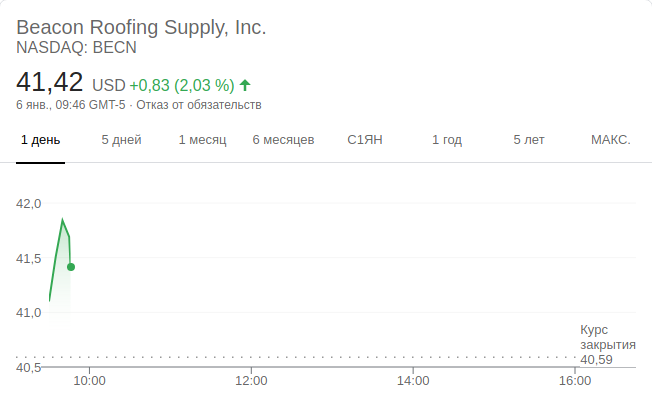 Beacon Roofing Supply, Inc.
NASDAQ: BECN
41,42 USD +0,83 (2,03 %)
6 янв., 09:46 GMT-5 · Отказ от обязательств
1 день 5 дней 1 месяц 6 месяцев С1ЯН 1 год 5 лет МАКС.
42,0
41,5
41,0
Курс
закрытия
40,59
40,5
10:00 12:00 14:00 16:00